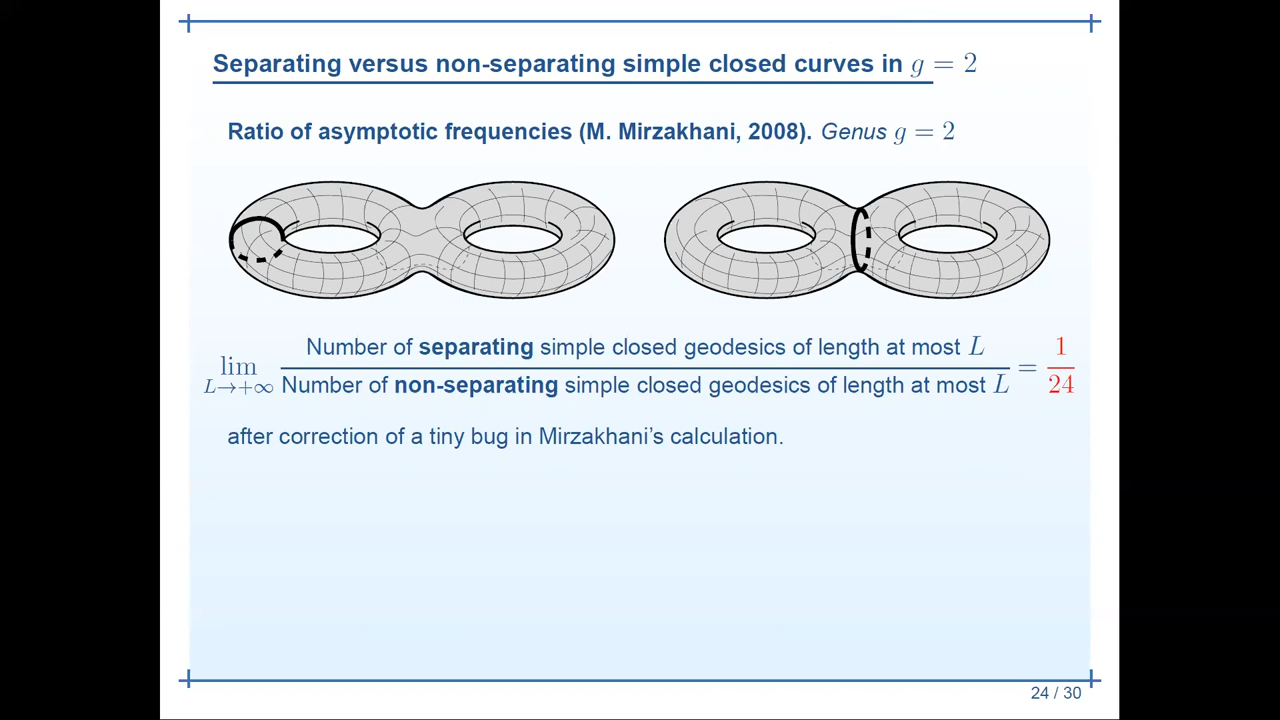 Separating versus non-separating simple closed curves in g = 2
Ratio of asymptotic frequencies (M. Mirzakhani, 2008). Genus g = 2
Number of separating simple closed geodesics of length at most L
lim L→+∞ = 1/24
Number of non-separating simple closed geodesics of length at most L
after correction of a tiny bug in Mirzakhani's calculation.
24 / 30